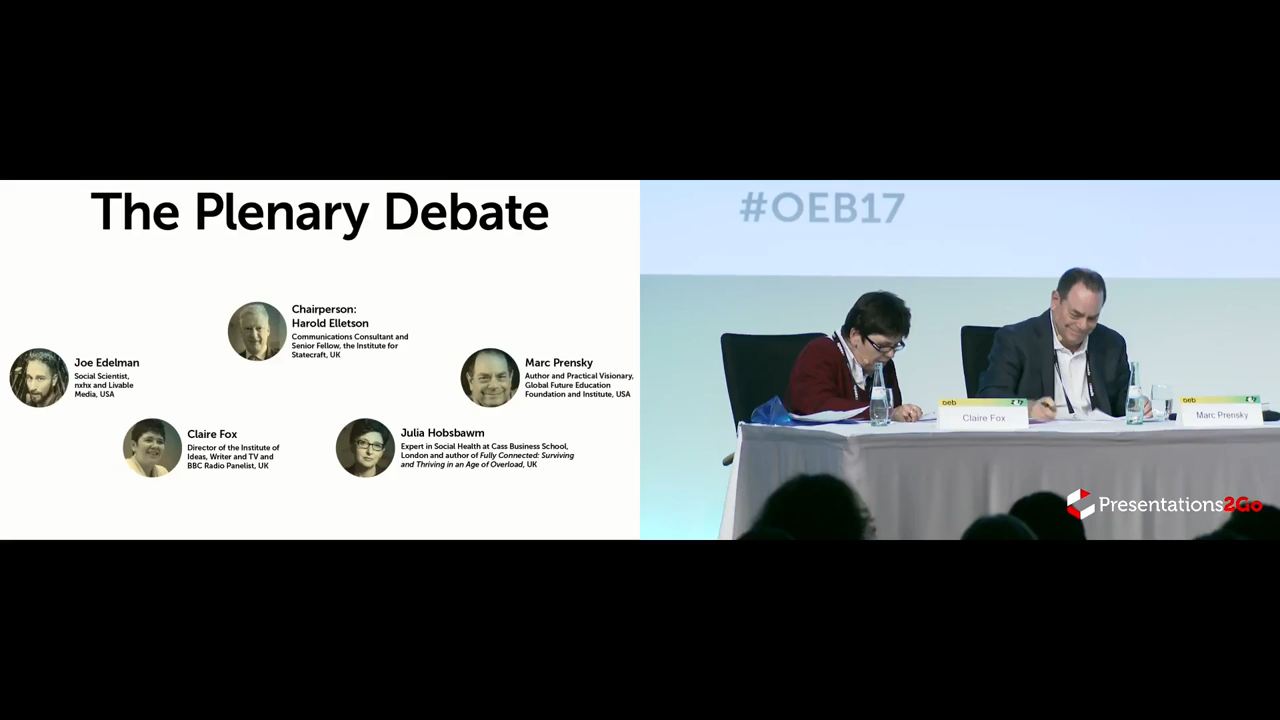 The Plenary Debate
Chairperson:
Harold Elletson
Communications Consultant and
Senior Fellow, the Institute for
Statecraft, UK
Joe Edelman
Social Scientist,
nxhx and Livable
Media, USA
Marc Prensky
Author and Practical Visionary,
Global Future Education
Foundation and Institute, USA
Claire Fox
Director of the Institute of
Ideas, Writer and TV and
BBC Radio Panelist, UK
Julia Hobsbawm
Expert in Social Health at Cass Business School,
London and author of Fully Connected: Surviving
and Thriving in an Age of Overload, UK
#OEB17
oeb
Claire Fox
oeb
Marc Prensky
Presentations2Go